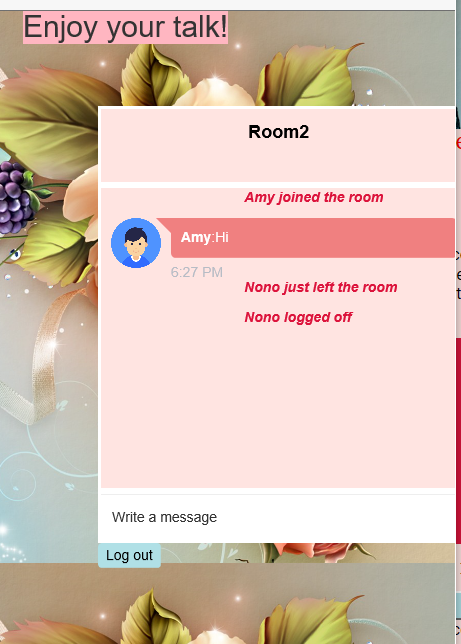 Enjoy your talk!
Room2
Amy joined the room
Amy:Hi
6:27 PM
Nono just left the room
Nono logged off
Write a message
Log out